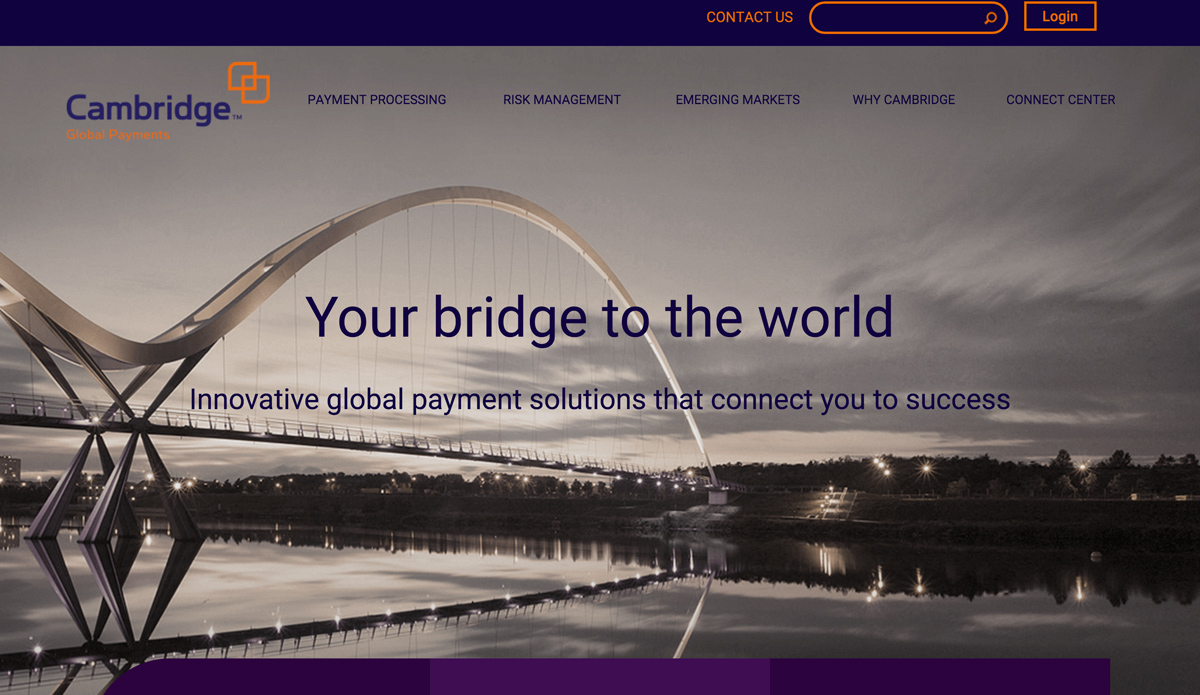 CONTACT US
Login
Cambridge™
Global Payments
PAYMENT PROCESSING
RISK MANAGEMENT
EMERGING MARKETS
WHY CAMBRIDGE
CONNECT CENTER
Your bridge to the world
Innovative global payment solutions that connect you to success